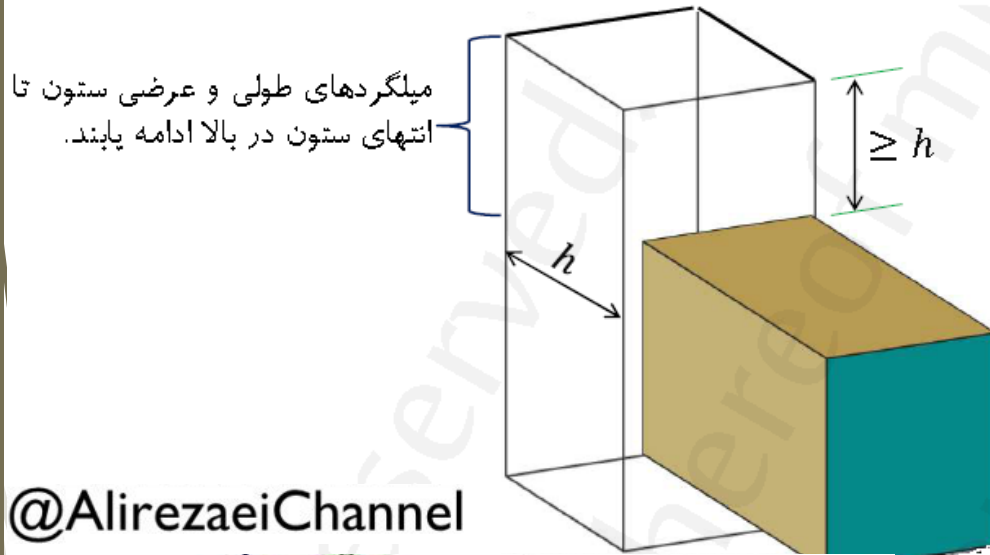 میلگردهای طولی و عرضی ستون تا
انتهای ستون در بالا ادامه یابند.
≥ h
h
@AlirezaeiChannel